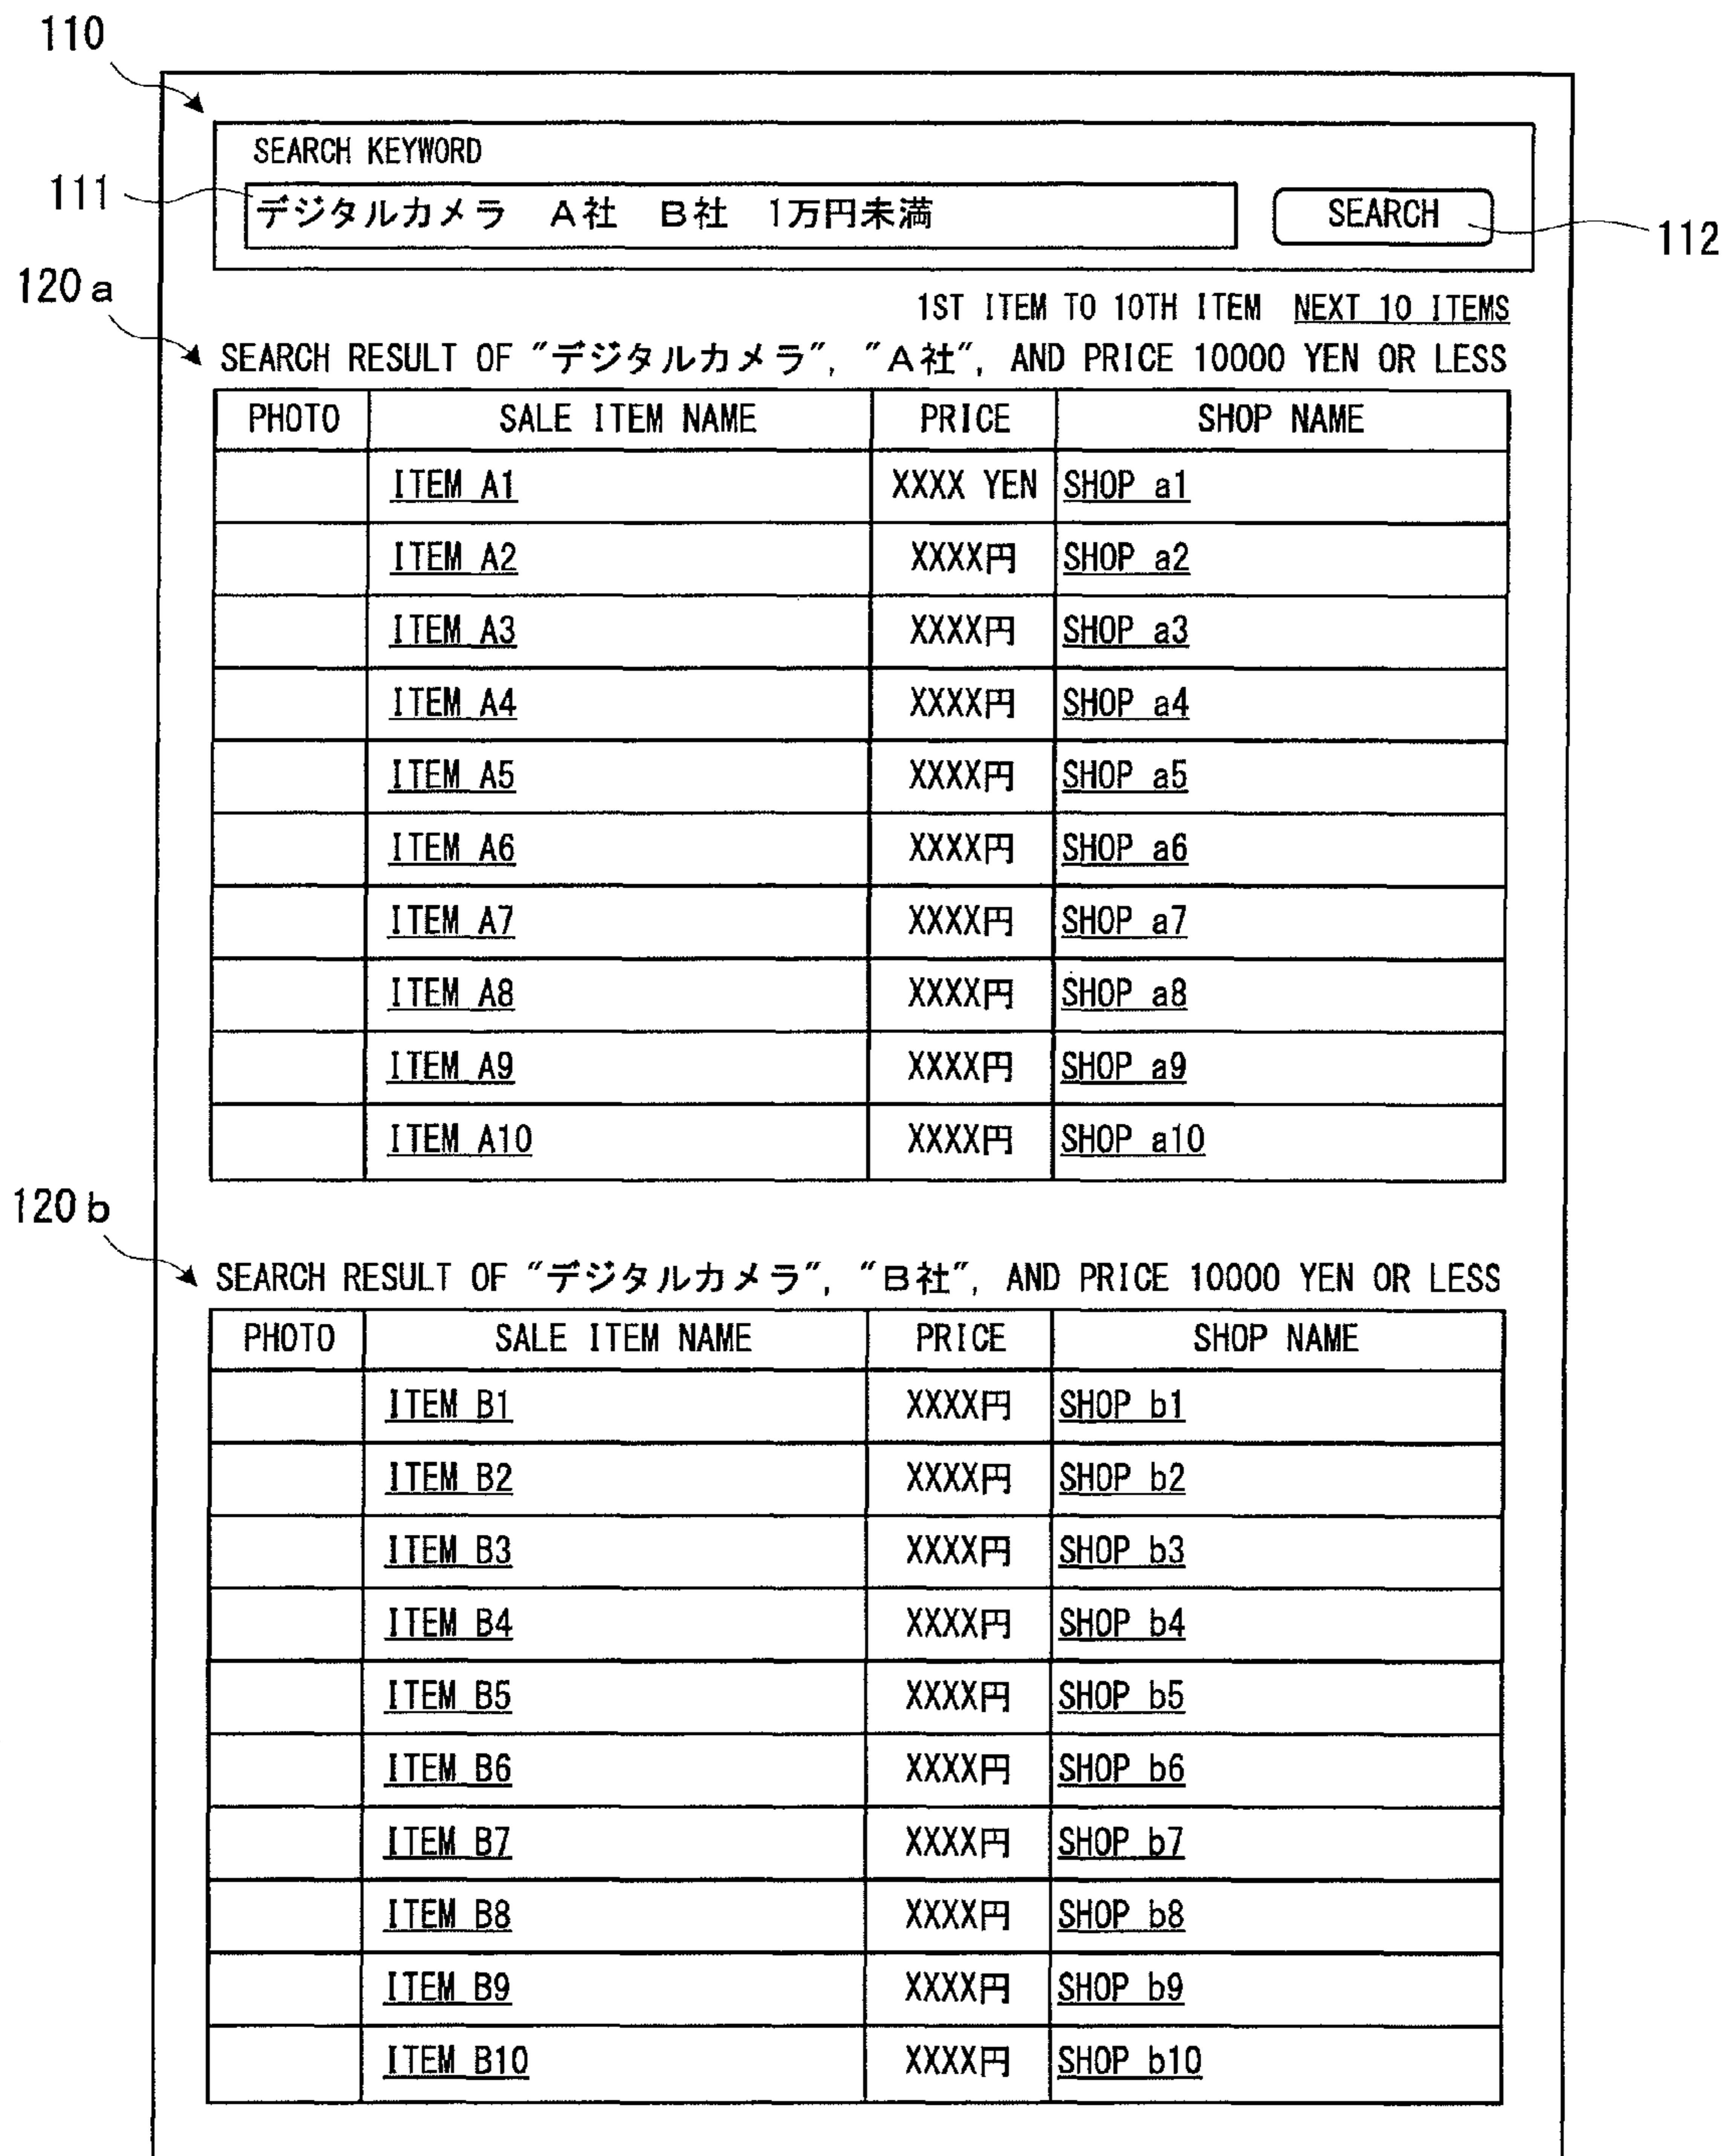 110
SEARCH KEYWORD
111
デジタルカメラ A社 B社 1万円未満
SEARCH
112
120a
1ST ITEM TO 10TH ITEM NEXT 10 ITEMS
SEARCH RESULT OF "デジタルカメラ", "A社", AND PRICE 10000 YEN OR LESS
PHOTO SALE ITEM NAME PRICE SHOP NAME
ITEM A1 XXXX YEN SHOP a1
ITEM A2 XXXX円 SHOP a2
ITEM A3 XXXX円 SHOP a3
ITEM A4 XXXX円 SHOP a4
ITEM A5 XXXX円 SHOP a5
ITEM A6 XXXX円 SHOP a6
ITEM A7 XXXX円 SHOP a7
ITEM A8 XXXX円 SHOP a8
ITEM A9 XXXX円 SHOP a9
ITEM A10 XXXX円 SHOP a10
120b
SEARCH RESULT OF "デジタルカメラ", "B社", AND PRICE 10000 YEN OR LESS
PHOTO SALE ITEM NAME PRICE SHOP NAME
ITEM B1 XXXX円 SHOP b1
ITEM B2 XXXX円 SHOP b2
ITEM B3 XXXX円 SHOP b3
ITEM B4 XXXX円 SHOP b4
ITEM B5 XXXX円 SHOP b5
ITEM B6 XXXX円 SHOP b6
ITEM B7 XXXX円 SHOP b7
ITEM B8 XXXX円 SHOP b8
ITEM B9 XXXX円 SHOP b9
ITEM B10 XXXX円 SHOP b10